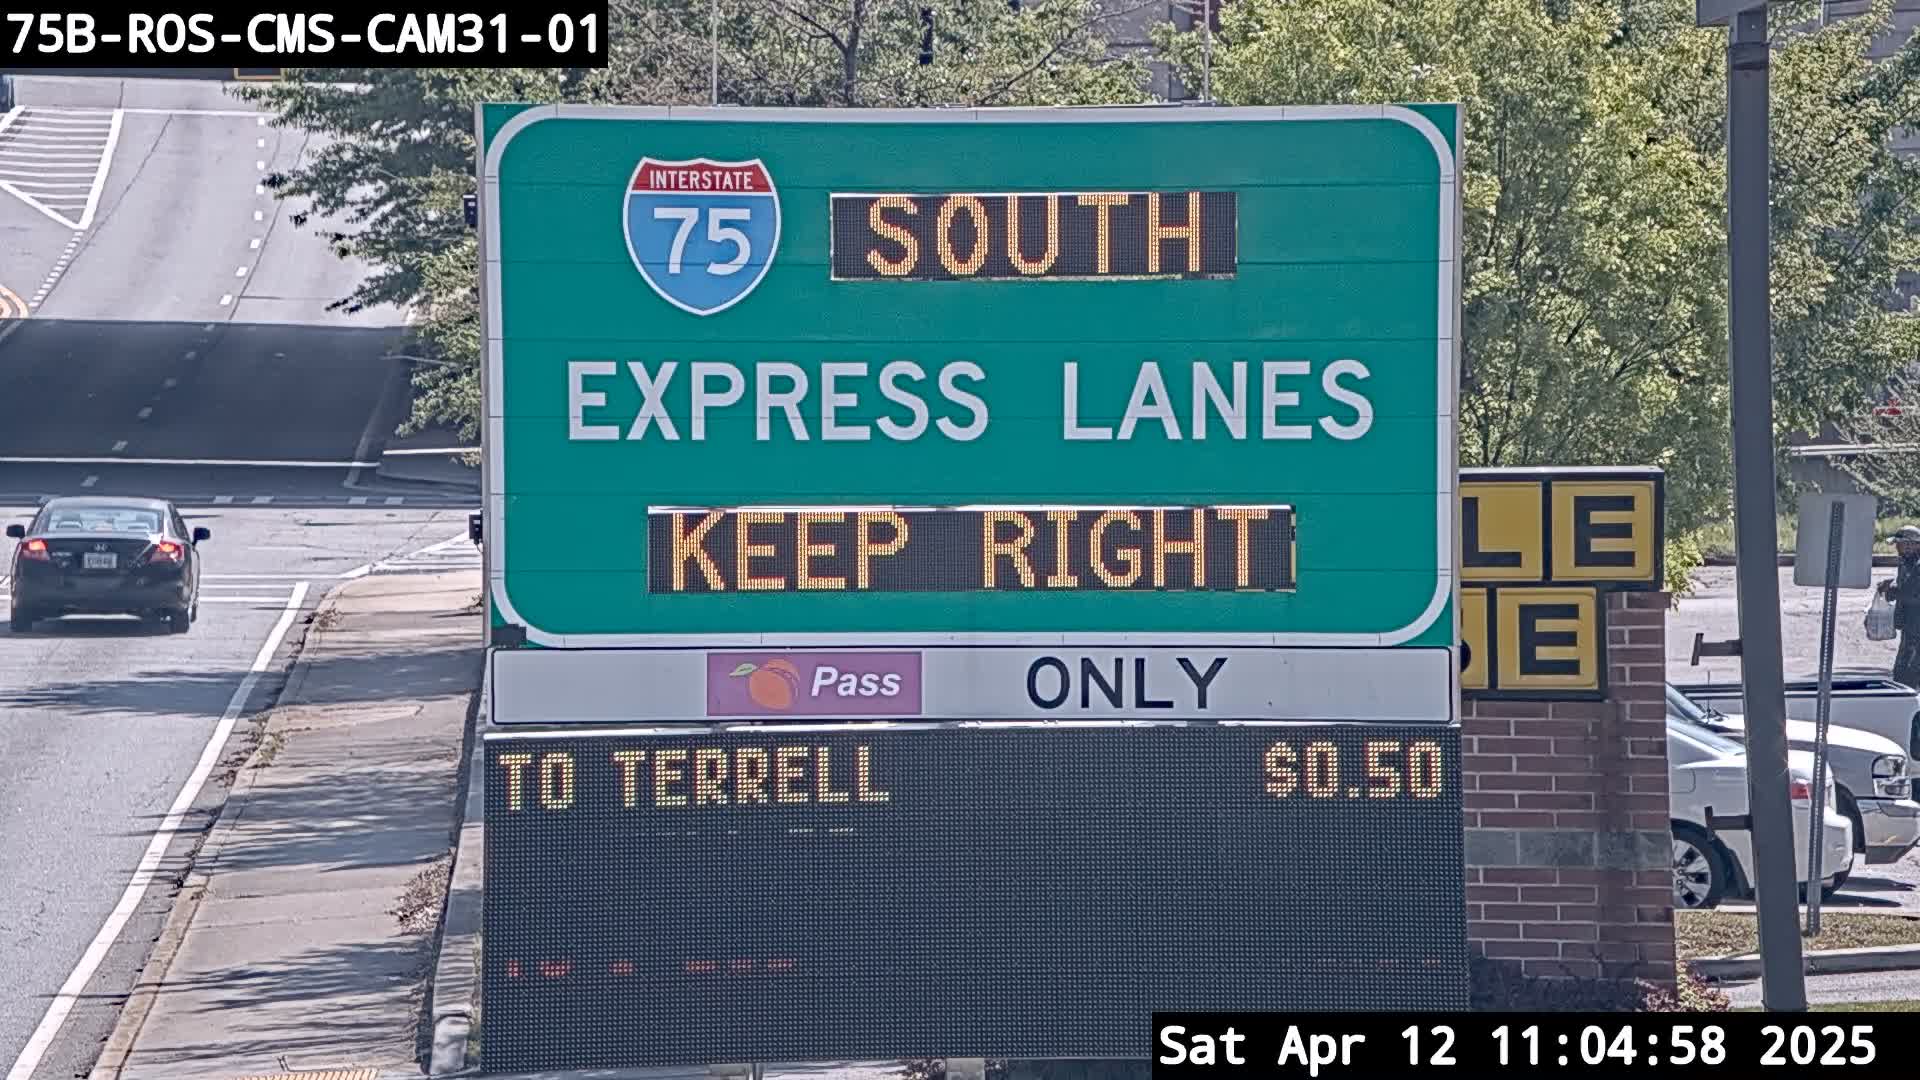 75B-ROS-CMS-CAM31-01
INTERSTATE
75
SOUTH
EXPRESS LANES
KEEP RIGHT
Pass ONLY
TO TERRELL $0.50
LE
E
Sat Apr 12 11:04:58 2025